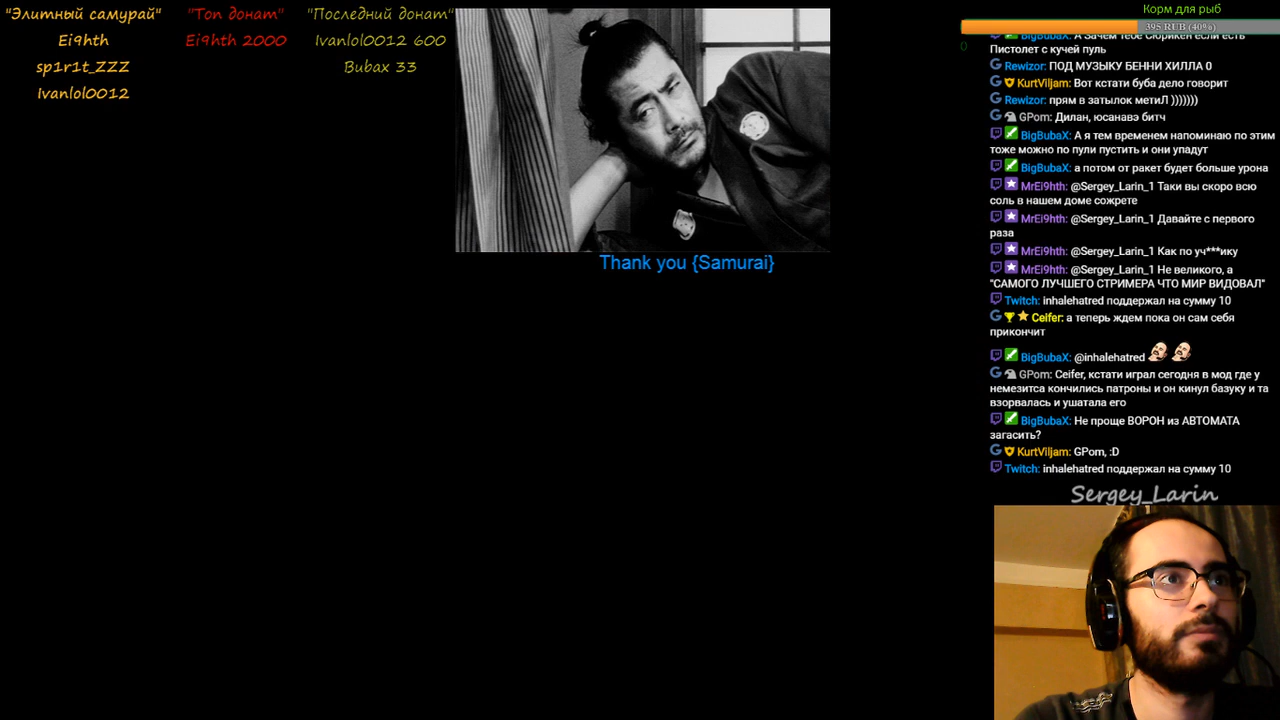 "Элитный самурай"
Ei9hth
sp1r1t_ZZZ
Ivanlol0012
"Топ донат"
Ei9hth 2000
"Последний донат"
Ivanlol0012 600
Bubax 33
Thank you {Samurai}
Корм для рыб
395 RUB (40%)
0
BigBubaX: А Зачем тебе Сюрикен если есть
Пистолет с кучей пуль
Rewizor: ПОД МУЗЫКУ БЕННИ ХИЛЛА 0
KurtViljam: Вот кстати буба дело говорит
Rewizor: прям в затылок метиЛ )))))))
GPom: Дилан, юсанавэ битч
BigBubaX: А я тем временем напоминаю по этим
тоже можно по пули пустить и они упадут
BigBubaX: а потом от ракет будет больше урона
MrEi9hth: @Sergey_Larin_1 Таки вы скоро всю
соль в нашем доме сожрете
MrEi9hth: @Sergey_Larin_1 Давайте с первого
раза
MrEi9hth: @Sergey_Larin_1 Как по уч***ику
MrEi9hth: @Sergey_Larin_1 Не великого, а
"САМОГО ЛУЧШЕГО СТРИМЕРА ЧТО МИР ВИДОВАЛ"
Twitch: inhalehatred поддержал на сумму 10
Ceifer: а теперь ждем пока он сам себя
прикончит
BigBubaX: @inhalehatred
GPom: Ceifer, кстати играл сегодня в мод где у
немезитса кончились патроны и он кинул базуку и та
взорвалась и ушатала его
BigBubaX: Не проще ВОРОН из АВТОМАТА
загасить?
KurtViljam: GPom, :D
Twitch: inhalehatred поддержал на сумму 10
Sergey_Larin